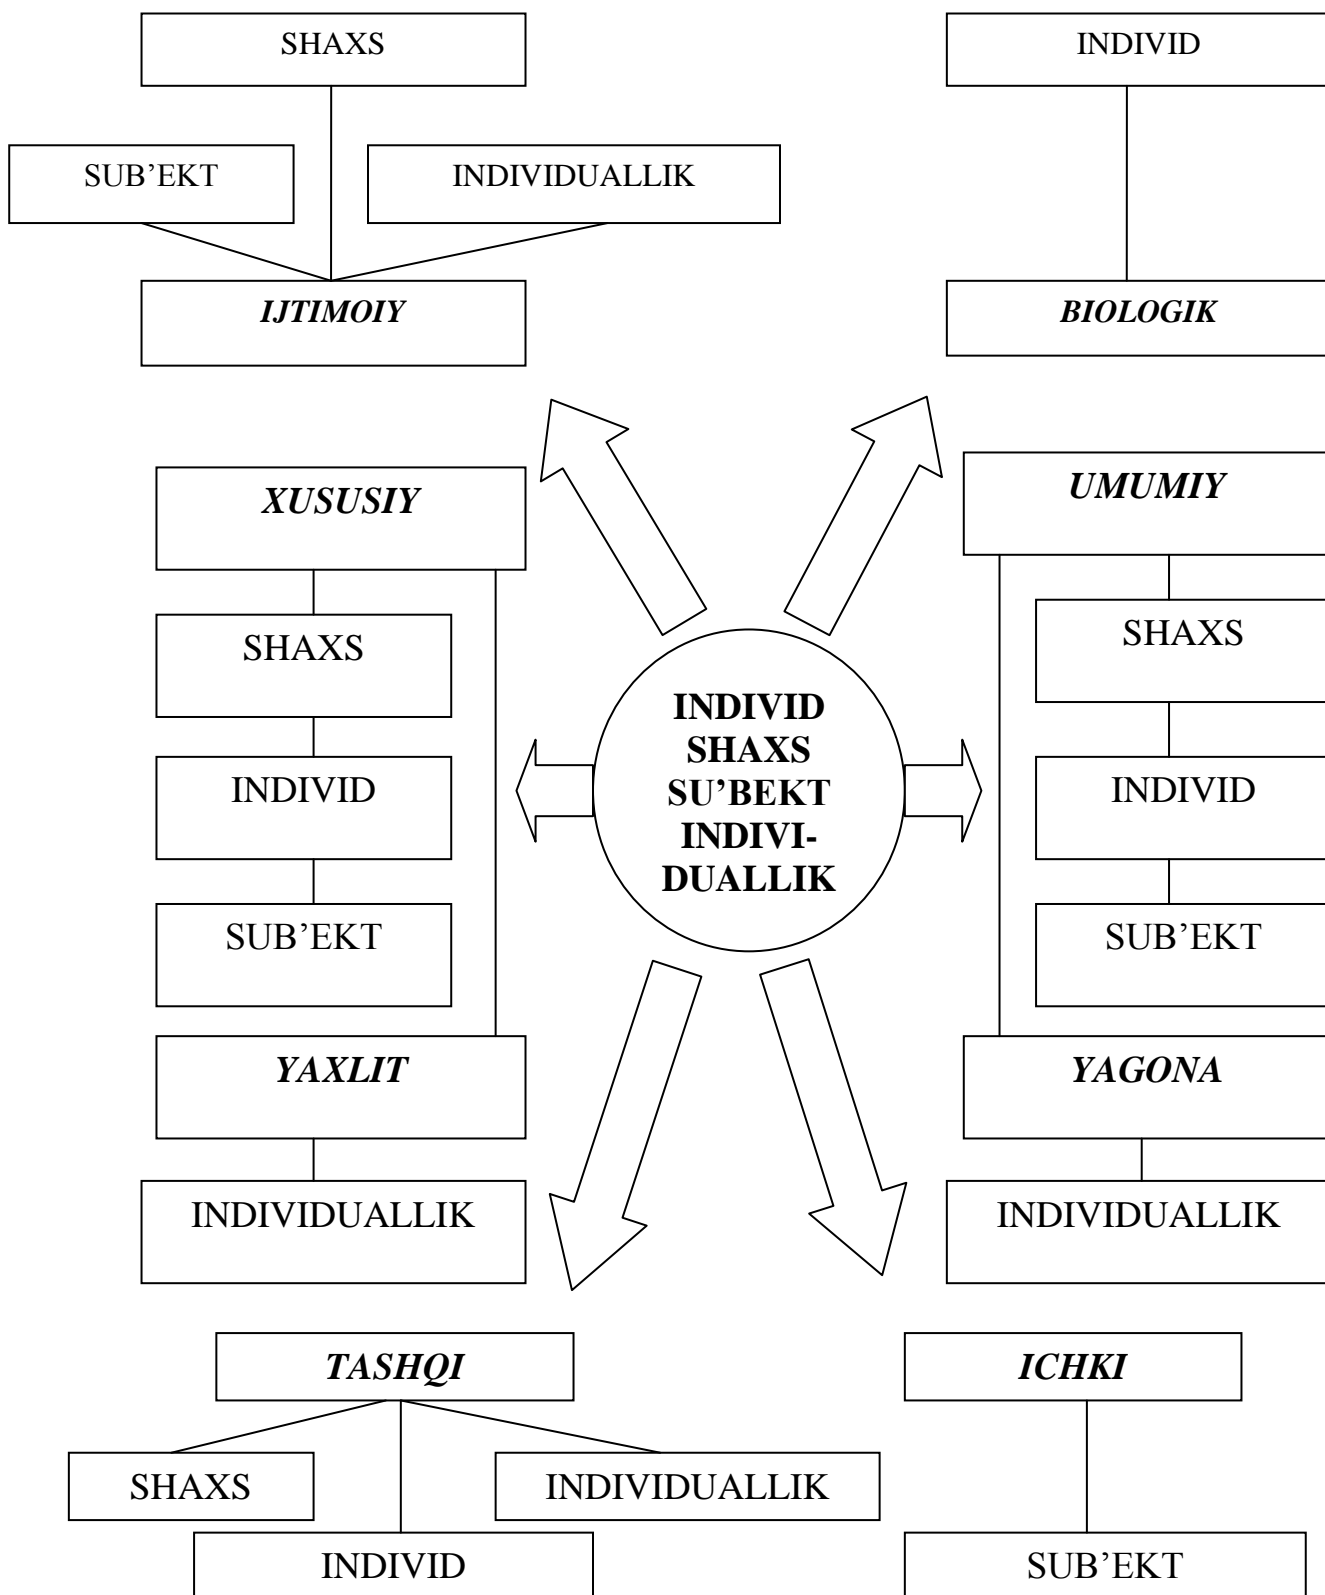 SHAXS
INDIVID
SUB’EKT
INDIVIDUALLIK
IJTIMOIY
BIOLOGIK
XUSUSIY
UMUMIY
SHAXS
SHAXS
INDIVID
SHAXS
SU’BEKT
INDIVI-
DUALLIK
INDIVID
INDIVID
SUB’EKT
SUB’EKT
YAXLIT
YAGONA
INDIVIDUALLIK
INDIVIDUALLIK
TASHQI
ICHKI
SHAXS
INDIVIDUALLIK
INDIVID
SUB’EKT